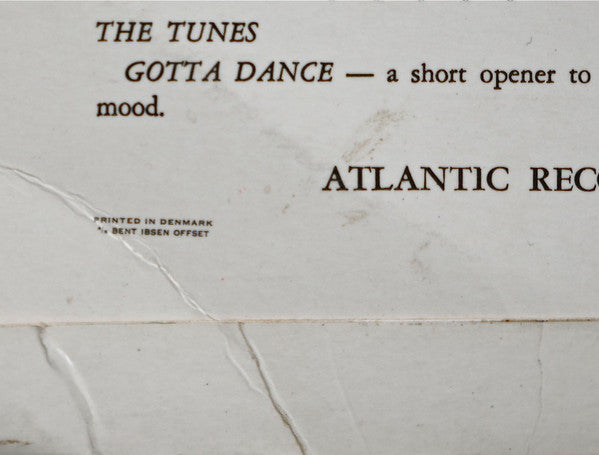 THE TUNES
GOTTA DANCE — a short opener to
mood.
ATLANTIC REC
PRINTED IN DENMARK
BENT IBSEN OFFSET